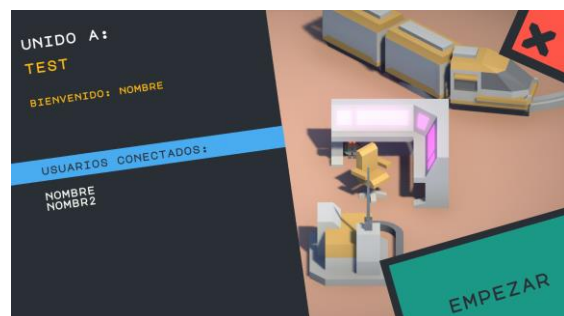 UNIDO A:
TEST
BIENVENIDO: NOMBRE
USUARIOS CONECTADOS:
NOMBRE
NOMBR2
EMPEZAR